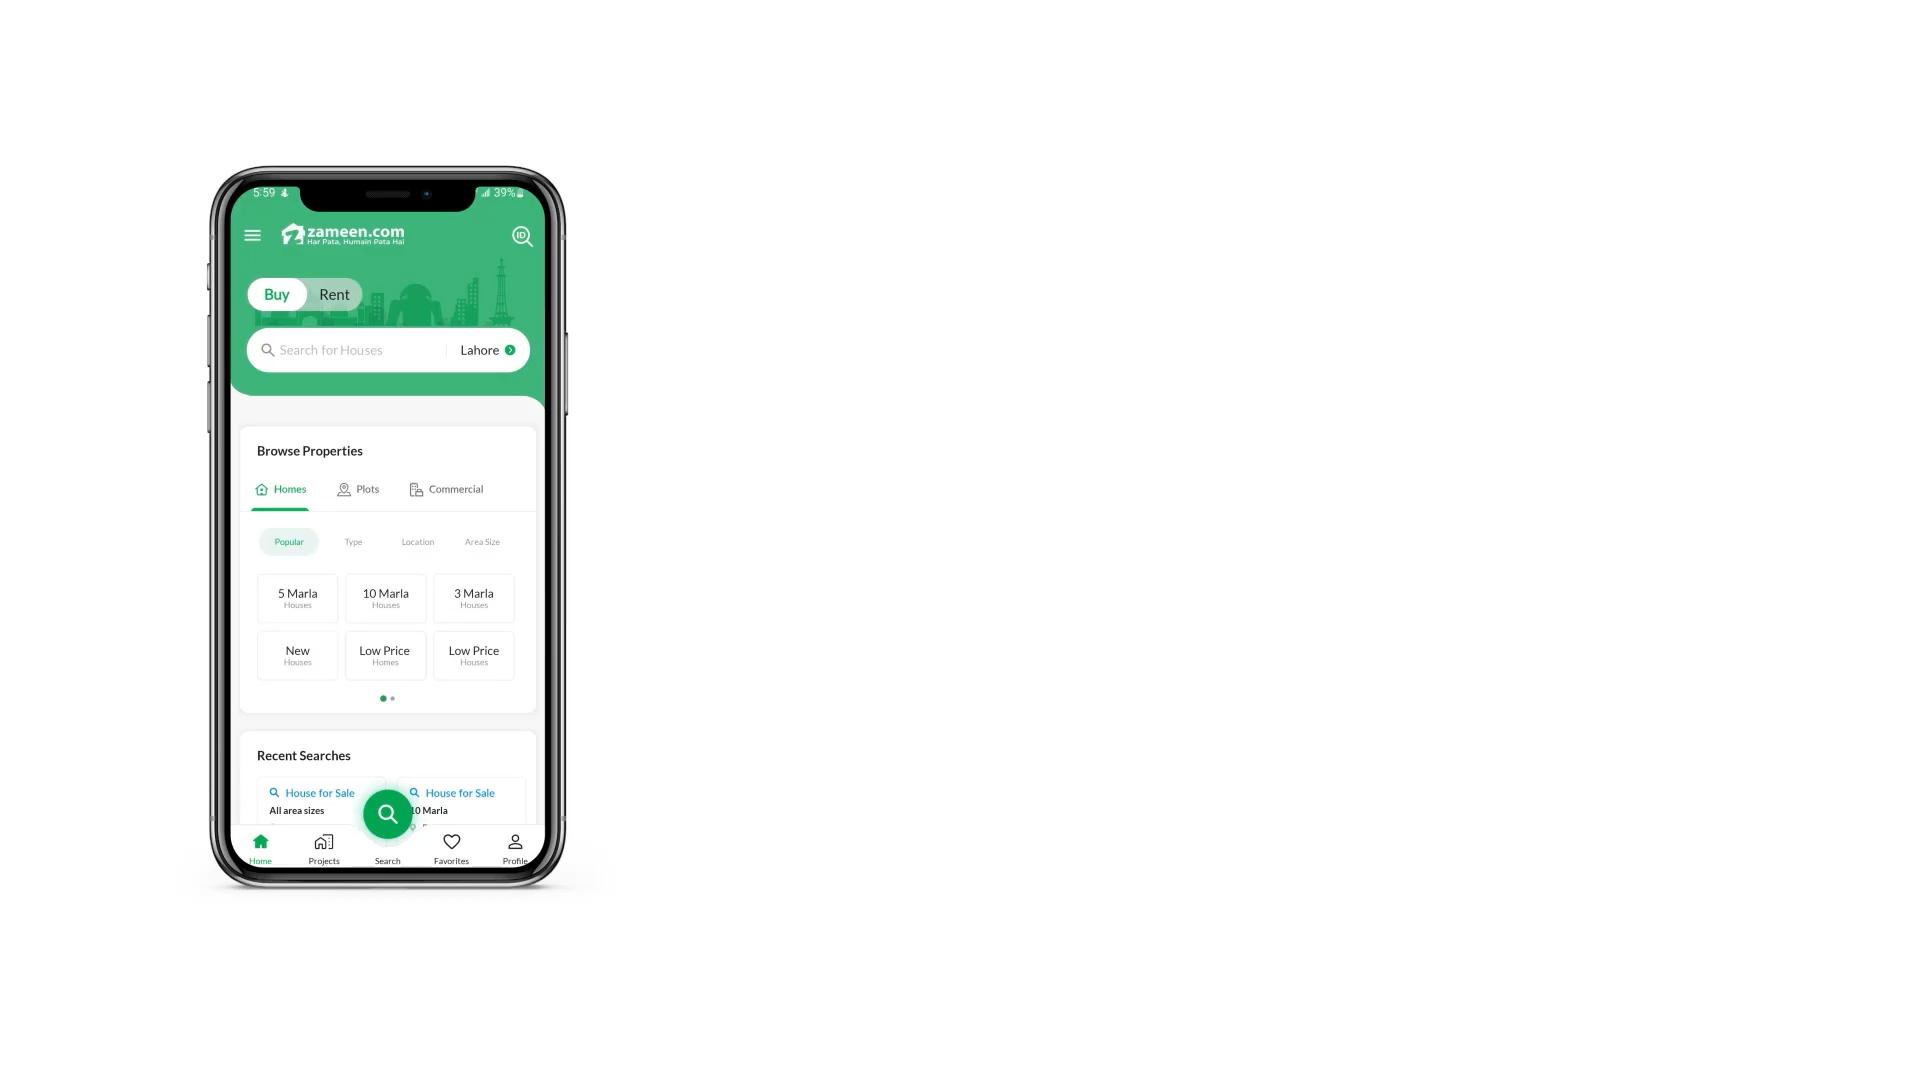 5:59 39%
zameen.com
Har Pata, Humain Pata Hai
ID
Buy Rent
Search for Houses Lahore
Browse Properties
Homes Plots Commercial
Popular Type Location Area Size
5 Marla 10 Marla 3 Marla
Houses Houses Houses
New Low Price Low Price
Houses Homes Houses
Recent Searches
House for Sale House for Sale
All area sizes 10 Marla
Home Projects Search Favorites Profile